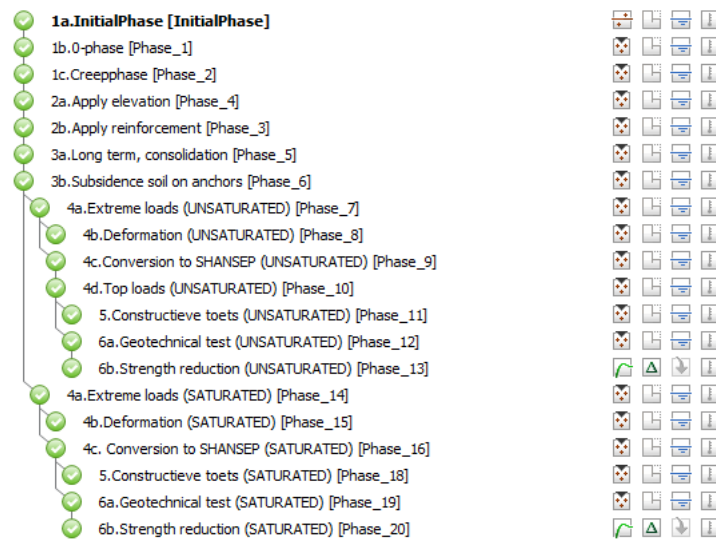 1a.InitialPhase [InitialPhase]
1b.0-phase [Phase_1]
1c.Creepphase [Phase_2]
2a.Apply elevation [Phase_4]
2b.Apply reinforcement [Phase_3]
3a.Long term, consolidation [Phase_5]
3b.Subsidence soil on anchors [Phase_6]
4a.Extreme loads (UNSATURATED) [Phase_7]
4b.Deformation (UNSATURATED) [Phase_8]
4c.Conversion to SHANSEP (UNSATURATED) [Phase_9]
4d.Top loads (UNSATURATED) [Phase_10]
5.Constructieve toets (UNSATURATED) [Phase_11]
6a.Geotechnical test (UNSATURATED) [Phase_12]
6b.Strength reduction (UNSATURATED) [Phase_13]
4a.Extreme loads (SATURATED) [Phase_14]
4b.Deformation (SATURATED) [Phase_15]
4c. Conversion to SHANSEP (SATURATED) [Phase_16]
5.Constructieve toets (SATURATED) [Phase_18]
6a.Geotechnical test (SATURATED) [Phase_19]
6b.Strength reduction (SATURATED) [Phase_20]